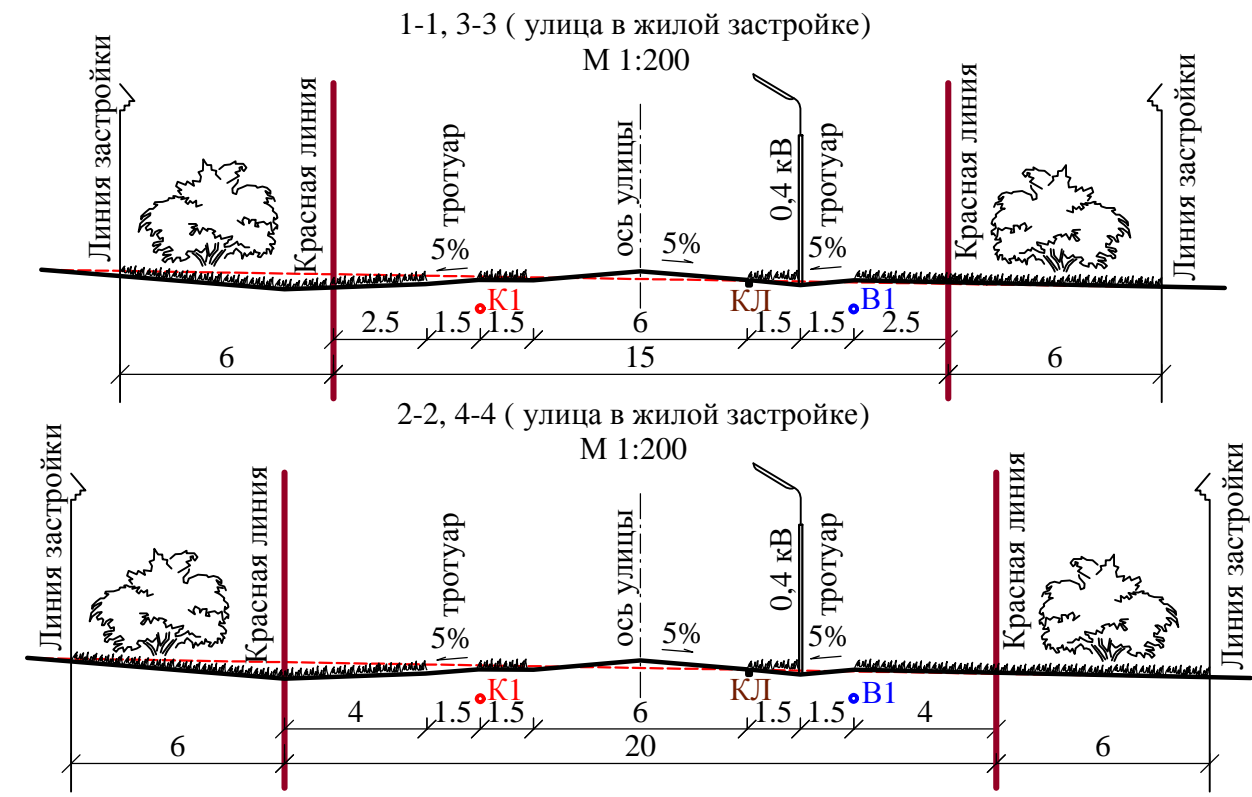 1-1, 3-3 ( улица в жилой застройке)
М 1:200
Линия застройки
Красная линия
тротуар
ось улицы
0,4 кВ
тротуар
Красная линия
Линия застройки
5%
5%
5%
К1
КЛ
В1
2.5
1.5
1.5
6
1.5
1.5
2.5
6
15
6
2-2, 4-4 ( улица в жилой застройке)
М 1:200
Линия застройки
Красная линия
тротуар
ось улицы
0,4 кВ
тротуар
Красная линия
Линия застройки
5%
5%
5%
К1
КЛ
В1
4
1.5
1.5
6
1.5
1.5
4
6
20
6